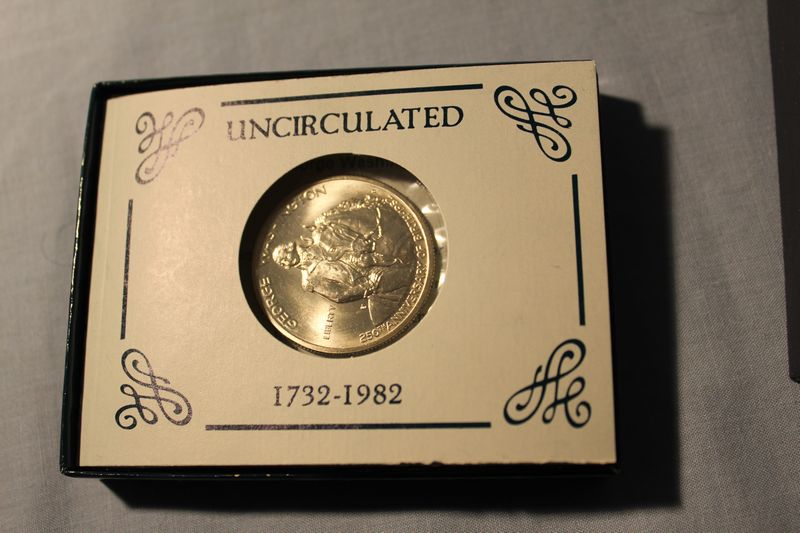 UNCIRCULATED
GEORGE
LIBERTY
250TH ANNIVERSARY
1732-1982